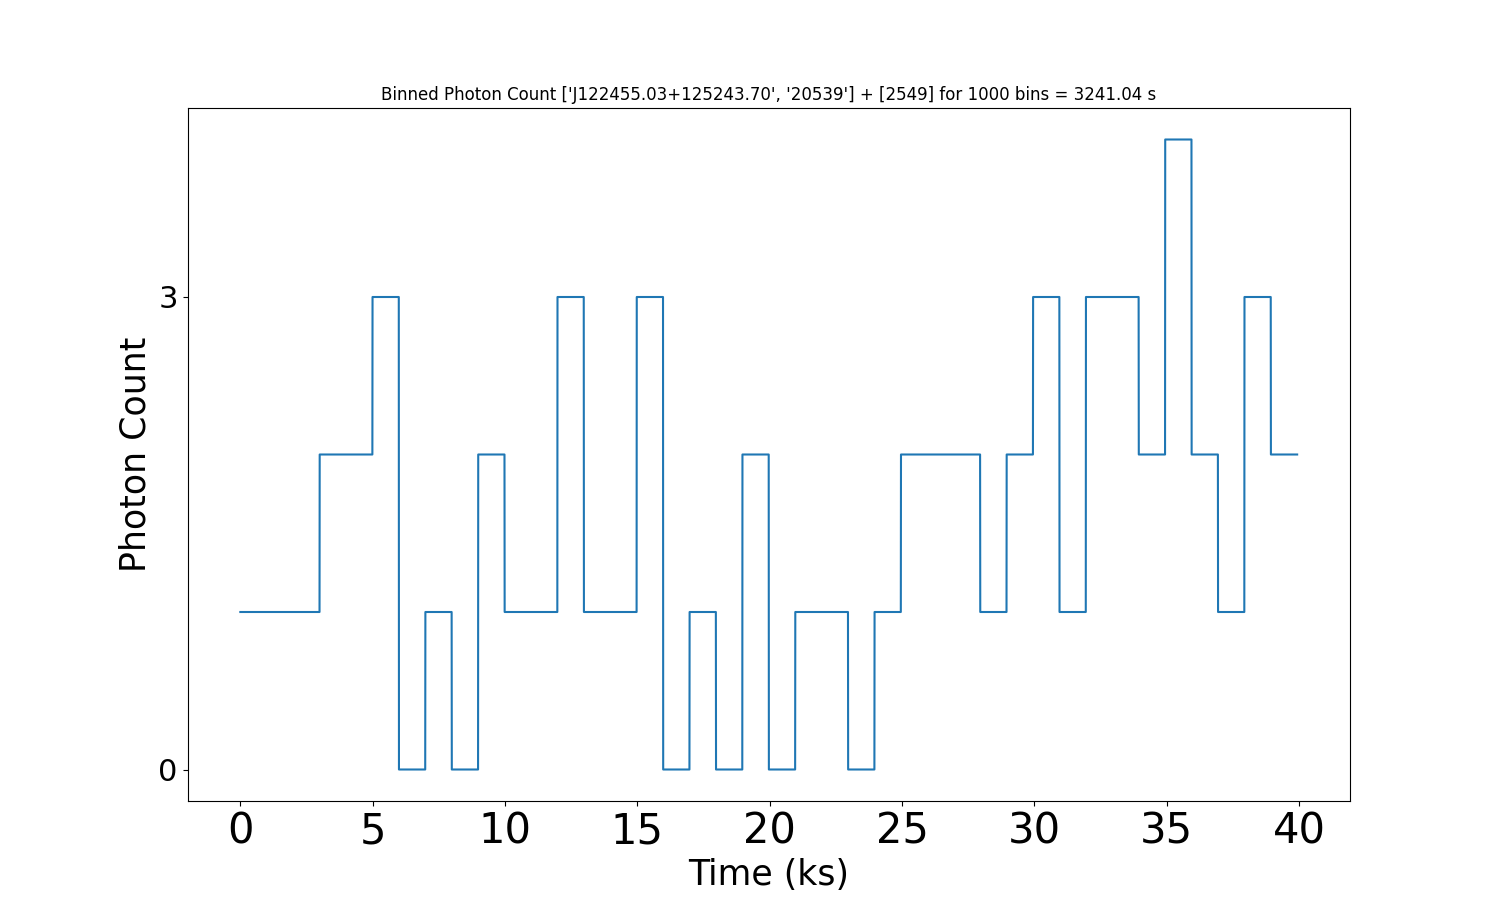 Binned Photon Count ['J122455.03+125243.70', '20539'] + [2549] for 1000 bins = 3241.04 s
Photon Count
3
0
0 5 10 15 20 25 30 35 40
Time (ks)